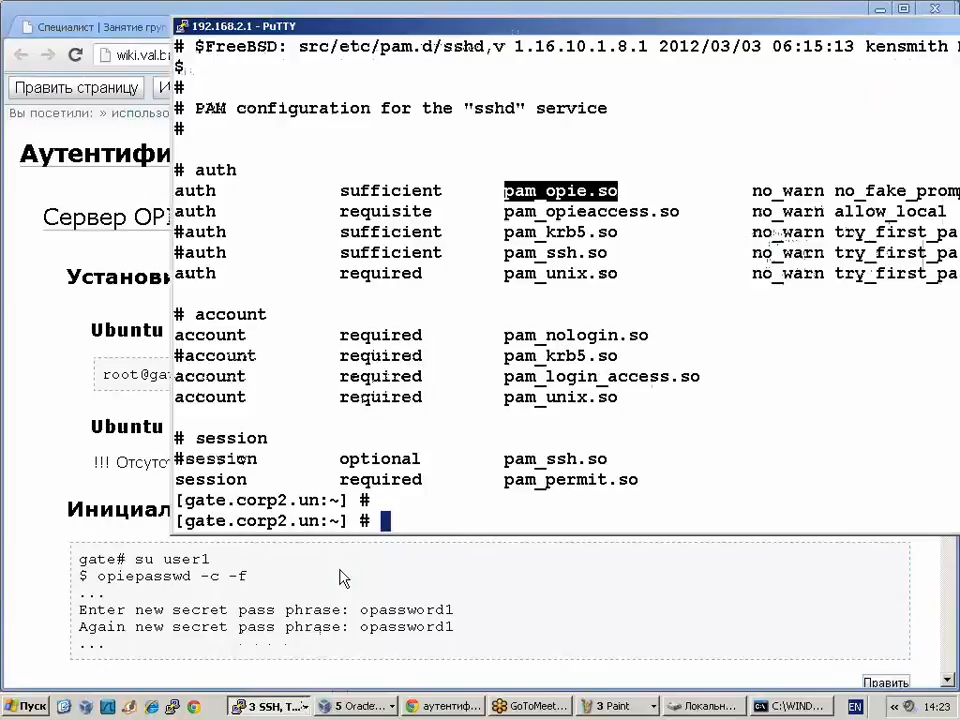 Специалист | Занятие груп
192.168.2.1 - PuTTY
wiki.val.b
Править страницу
Вы посетили: » использо
Аутентифи
Сервер OPI
Установ
Ubuntu
root@ga
Ubuntu
!!! Отсутс
Инициал
# $FreeBSD: src/etc/pam.d/sshd,v 1.16.10.1.8.1 2012/03/03 06:15:13 kensmith
$
#
# PAM configuration for the "sshd" service
#
# auth
auth sufficient pam_opie.so no_warn no_fake_prom
auth requisite pam_opieaccess.so no_warn allow_local
#auth sufficient pam_krb5.so no_warn try_first_pa
#auth sufficient pam_ssh.so no_warn try_first_pa
auth required pam_unix.so no_warn try_first_pa
# account
account required pam_nologin.so
#account required pam_krb5.so
account required pam_login_access.so
account required pam_unix.so
# session
#session optional pam_ssh.so
session required pam_permit.so
[gate.corp2.un:~] #
[gate.corp2.un:~] #
gate# su user1
$ opiepasswd -c -f
...
Enter new secret pass phrase: opassword1
Again new secret pass phrase: opassword1
...
Править
Пуск
3 SSH, T...
5 Oracle...
аутентиф...
GoToMeet...
3 Paint
Локальн...
C:\WIND...
EN
14:23